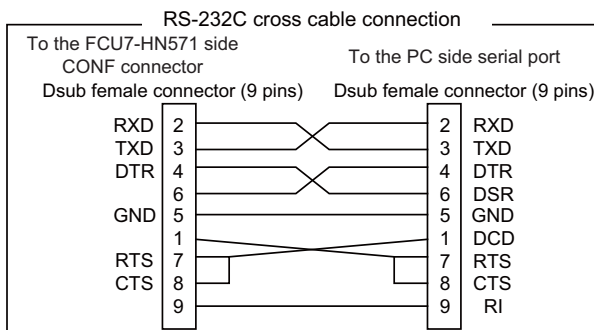 RS-232C cross cable connection
To the FCU7-HN571 side
CONF connector
To the PC side serial port
Dsub female connector (9 pins) Dsub female connector (9 pins)
RXD 2 2 RXD
TXD 3 3 TXD
DTR 4 4 DTR
6 6 DSR
GND 5 5 GND
1 1 DCD
RTS 7 7 RTS
CTS 8 8 CTS
9 9 RI